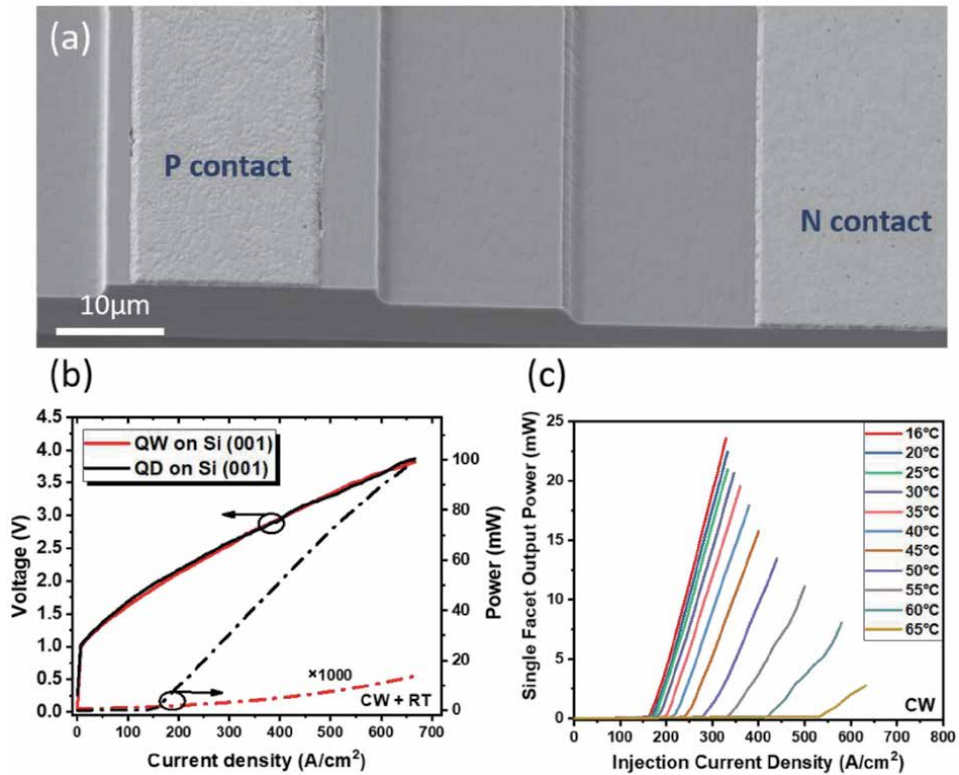 (a)
P contact
N contact
10µm
(b)
4.5
4.0
3.5
3.0
2.5
2.0
1.5
1.0
0.5
0.0
Voltage (V)
QW on Si (001)
QD on Si (001)
×1000
CW + RT
100
80
60
40
20
0
Power (mW)
0 100 200 300 400 500 600 700
Current density (A/cm²)
(c)
25
20
15
10
5
0
Single Facet Output Power (mW)
16°C
20°C
25°C
30°C
35°C
40°C
45°C
50°C
55°C
60°C
65°C
CW
0 100 200 300 400 500 600 700 800
Injection Current Density (A/cm²)